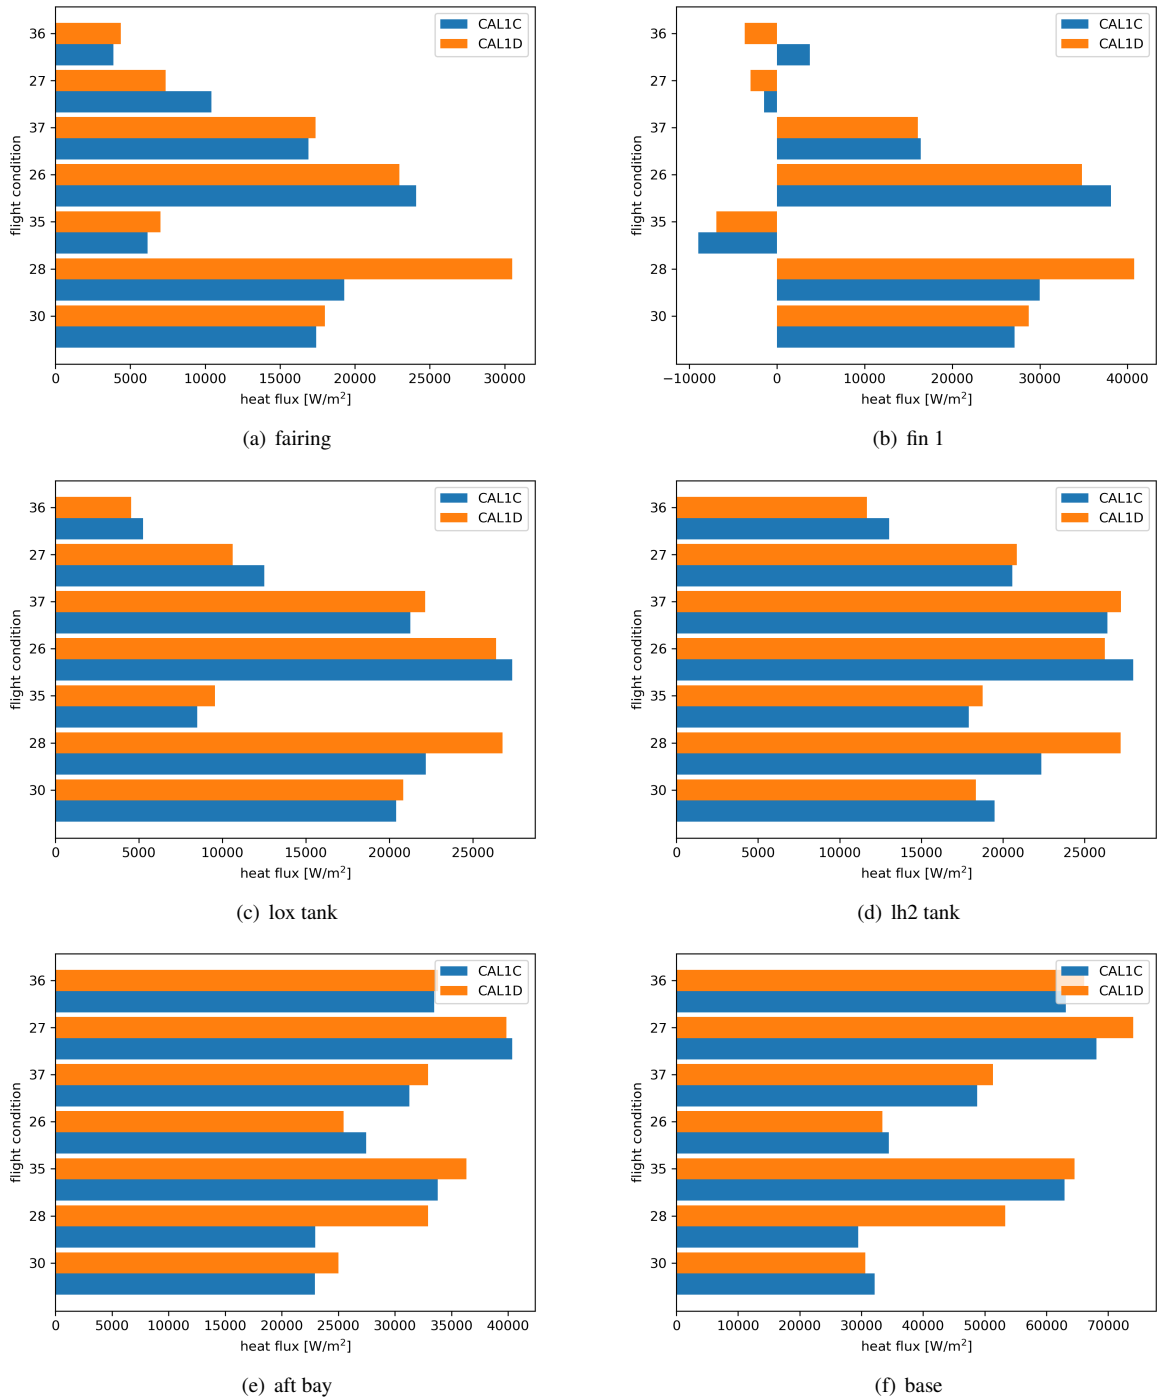 36
27
37
26
35
28
30
flight condition
CAL1C
CAL1D
0 5000 10000 15000 20000 25000 30000
heat flux [W/m²]
(a) fairing
36
27
37
26
35
28
30
flight condition
CAL1C
CAL1D
−10000 0 10000 20000 30000 40000
heat flux [W/m²]
(b) fin 1
36
27
37
26
35
28
30
flight condition
CAL1C
CAL1D
0 5000 10000 15000 20000 25000
heat flux [W/m²]
(c) lox tank
36
27
37
26
35
28
30
flight condition
CAL1C
CAL1D
0 5000 10000 15000 20000 25000
heat flux [W/m²]
(d) lh2 tank
36
27
37
26
35
28
30
flight condition
CAL1C
CAL1D
0 5000 10000 15000 20000 25000 30000 35000 40000
heat flux [W/m²]
(e) aft bay
36
27
37
26
35
28
30
flight condition
CAL1C
CAL1D
0 10000 20000 30000 40000 50000 60000 70000
heat flux [W/m²]
(f) base